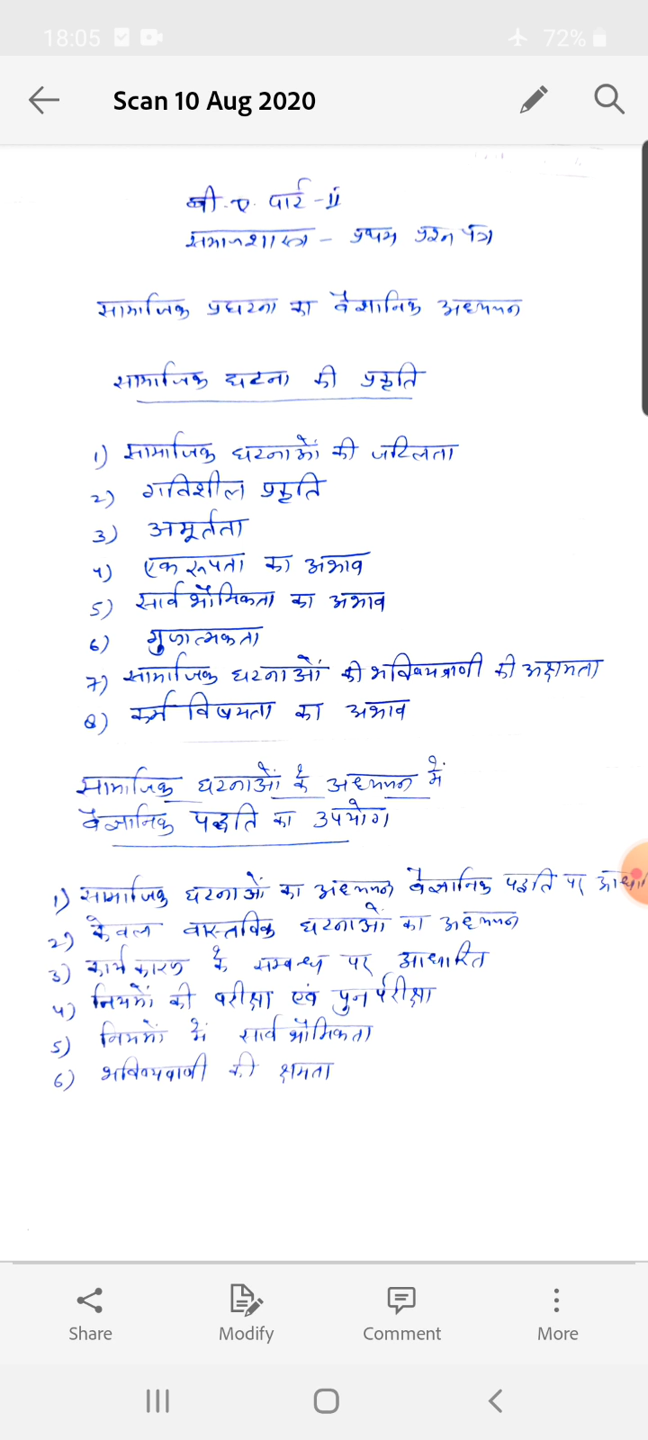 18:05 72%
Scan 10 Aug 2020
बी.ए पार्ट -II
समाजशास्त्र - प्रथम प्रश्न पत्र
सामाजिक प्रघटना का वैज्ञानिक अध्ययन
सामाजिक घटना की प्रकृति
1) सामाजिक घटनाओं की जटिलता
2) गतिशील प्रकृति
3) अमूर्तता
4) एक रूपता का अभाव
5) सार्वभौमिकता का अभाव
6) गुणात्मकता
7) सामाजिक घटनाओं की भविष्यवाणी की अक्षमता
8) कर्म विषयता का अभाव
सामाजिक घटनाओं के अध्ययन में
वैज्ञानिक पद्धति का उपयोग
1) सामाजिक घटनाओं का अध्ययन वैज्ञानिक पद्धति पर
2) केवल वास्तविक घटनाओं का अध्ययन
3) कार्य कारण के सम्बन्ध पर आधारित
4) नियमों की परीक्षा एवं पुनर्परीक्षा
5) नियमों में सार्वभौमिकता
6) भविष्यवाणी की क्षमता
Share Modify Comment More